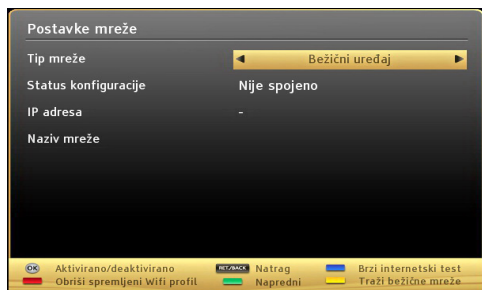 Postavke mreže
Tip mreže Bežični uređaj
Status konfiguracije Nije spojeno
IP adresa -
Naziv mreže
OK Aktivirano/deaktivirano RET./BACK Natrag Brzi internetski test
Obriši spremljeni Wifi profil Napredni Traži bežične mreže